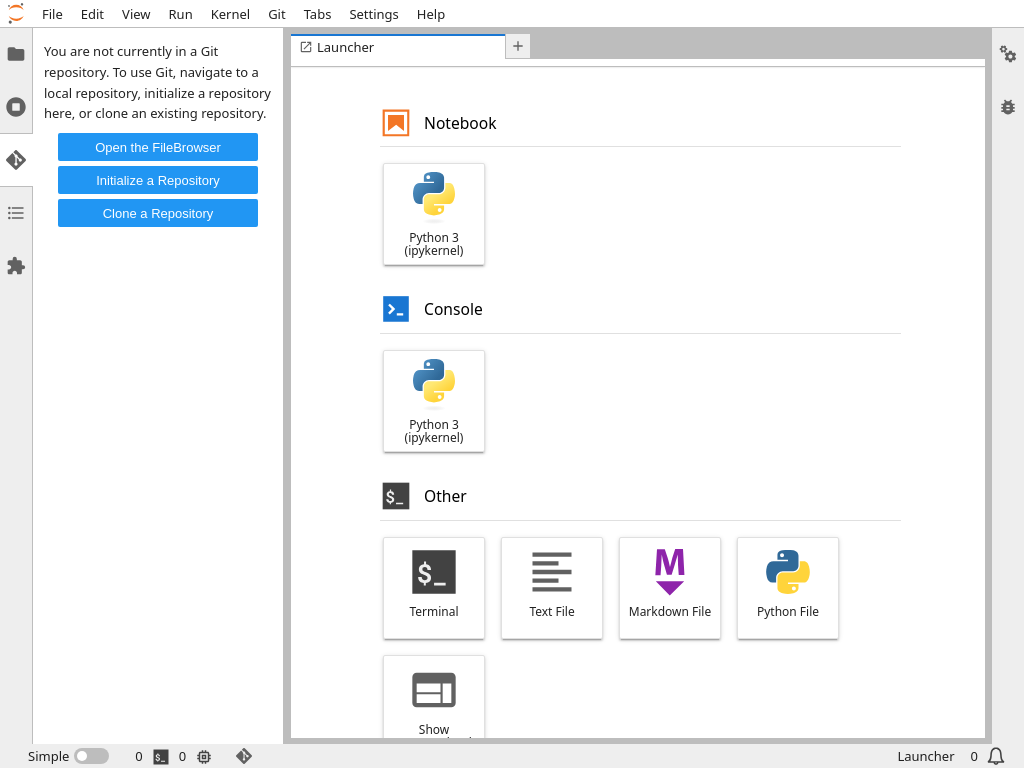 File Edit View Run Kernel Git Tabs Settings Help
You are not currently in a Git
repository. To use Git, navigate to a
local repository, initialize a repository
here, or clone an existing repository.
Open the FileBrowser
Initialize a Repository
Clone a Repository
Launcher
Notebook
Python 3
(ipykernel)
Console
Python 3
(ipykernel)
Other
Terminal
Text File
Markdown File
Python File
Show
Simple 0 0 Launcher 0